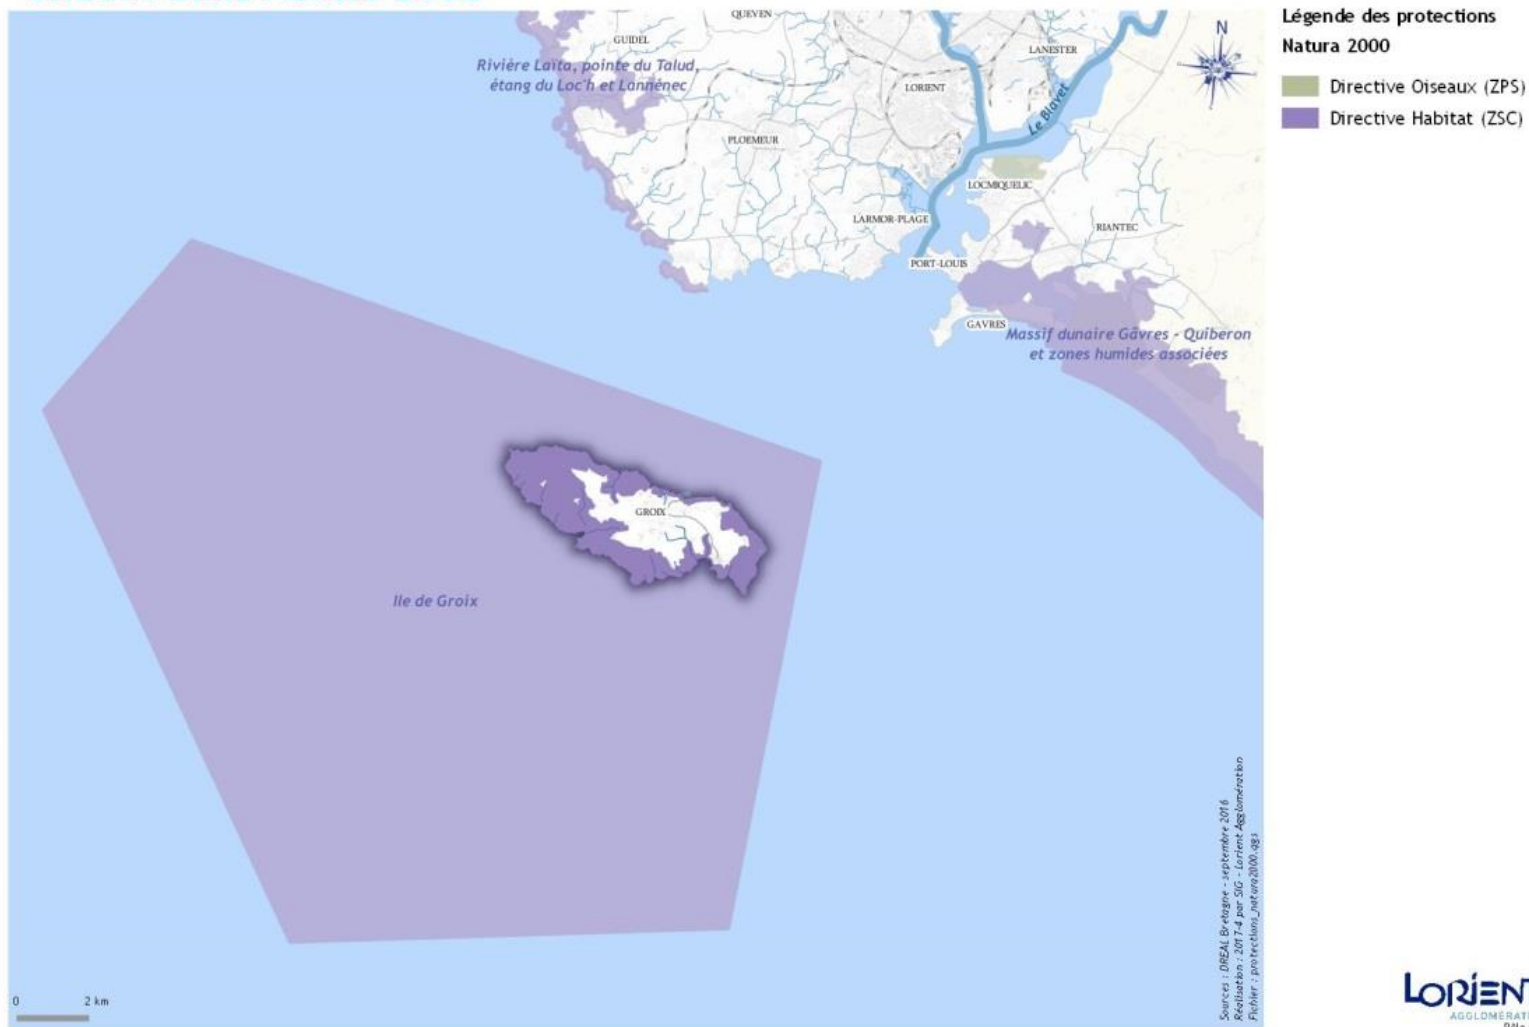 Légende des protections
Natura 2000
Directive Oiseaux (ZPS)
Directive Habitat (ZSC)
N
QUEVEN
GUIDEL
LANESTER
Rivière Laïta, pointe du Talud,
étang du Loc'h et Lannénec
LORIENT
Le Blavet
PLOEMEUR
LOCMIQUELIC
LARMOR-PLAGE
RIANTEC
PORT-LOUIS
GAVRES
Massif dunaire Gâvres - Quiberon
et zones humides associées
GROIX
Ile de Groix
Sources : DREAL Bretagne - septembre 2016
Réalisation : 2017-4 par SIG - Lorient Agglomération
Fichier : protections_natura2000.qgs
0 2 km
LORIENT
AGGLOMÉRAT